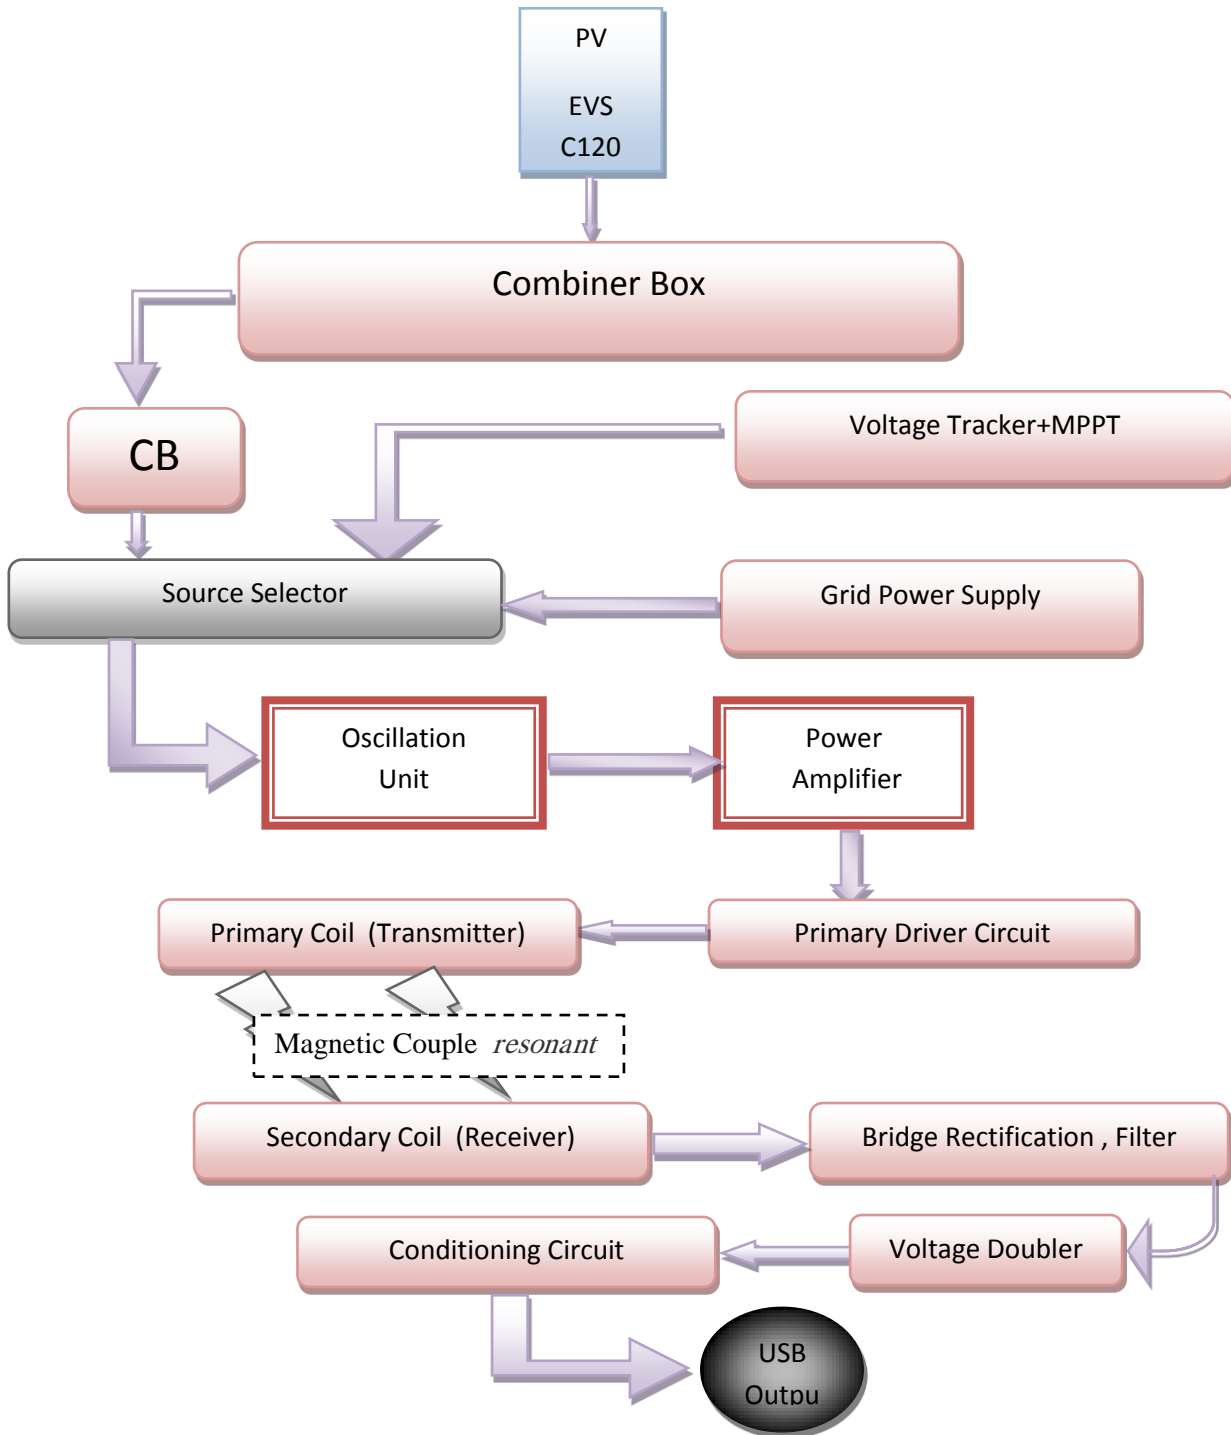 PV
EVS
C120
Combiner Box
CB
Voltage Tracker+MPPT
Source Selector
Grid Power Supply
Oscillation
Unit
Power
Amplifier
Primary Coil (Transmitter)
Primary Driver Circuit
Magnetic Couple resonant
Secondary Coil (Receiver)
Bridge Rectification , Filter
Conditioning Circuit
Voltage Doubler
USB
Outpu